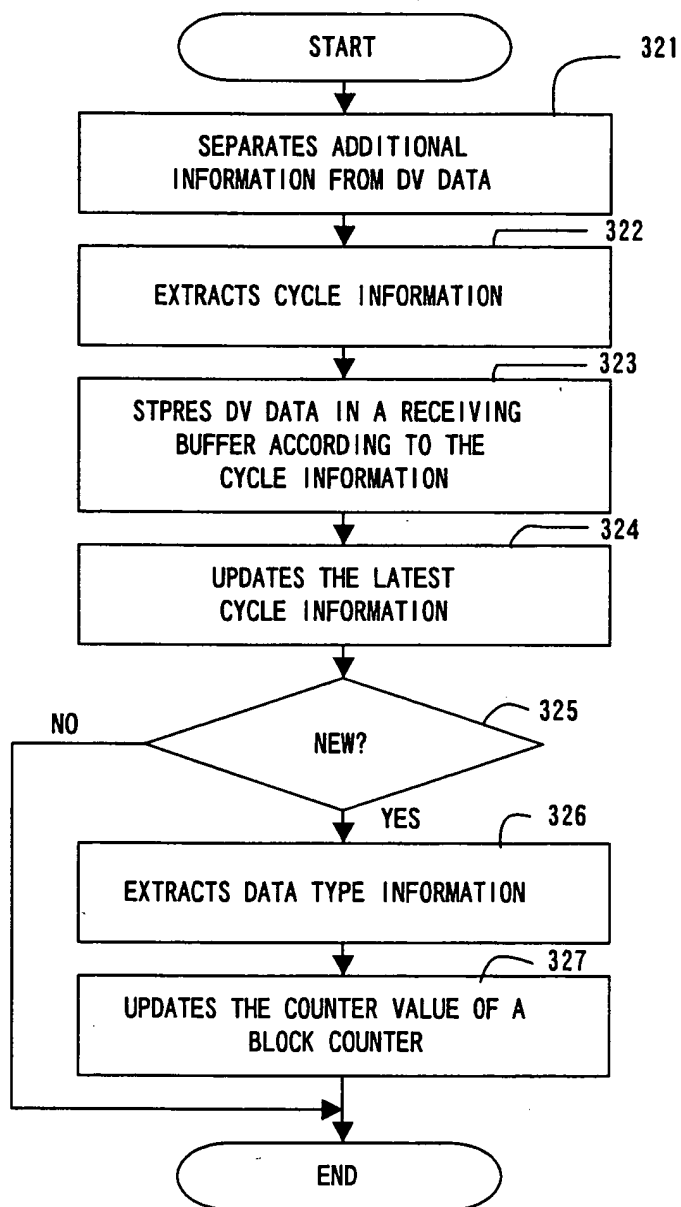 START
321
SEPARATES ADDITIONAL
INFORMATION FROM DV DATA
322
EXTRACTS CYCLE INFORMATION
323
STPRES DV DATA IN A RECEIVING
BUFFER ACCORDING TO THE
CYCLE INFORMATION
324
UPDATES THE LATEST
CYCLE INFORMATION
325
NO
NEW?
YES
326
EXTRACTS DATA TYPE INFORMATION
327
UPDATES THE COUNTER VALUE OF A
BLOCK COUNTER
END